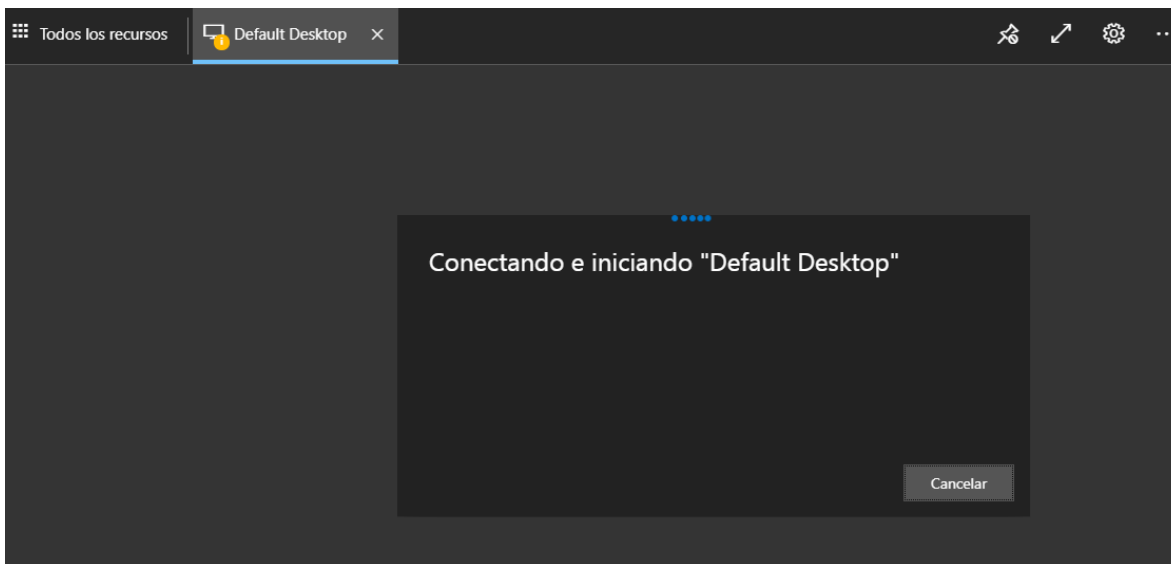 Todos los recursos
Default Desktop
Conectando e iniciando "Default Desktop"
Cancelar